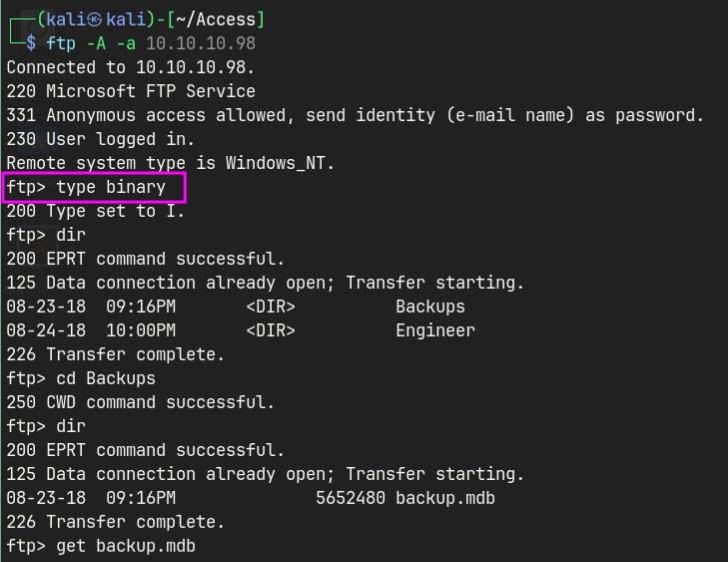 ┌──(kali㉿kali)-[~/Access]
└─$ ftp -A -a 10.10.10.98
Connected to 10.10.10.98.
220 Microsoft FTP Service
331 Anonymous access allowed, send identity (e-mail name) as password.
230 User logged in.
Remote system type is Windows_NT.
ftp> type binary
200 Type set to I.
ftp> dir
200 EPRT command successful.
125 Data connection already open; Transfer starting.
08-23-18  09:16PM       <DIR>          Backups
08-24-18  10:00PM       <DIR>          Engineer
226 Transfer complete.
ftp> cd Backups
250 CWD command successful.
ftp> dir
200 EPRT command successful.
125 Data connection already open; Transfer starting.
08-23-18  09:16PM              5652480 backup.mdb
226 Transfer complete.
ftp> get backup.mdb